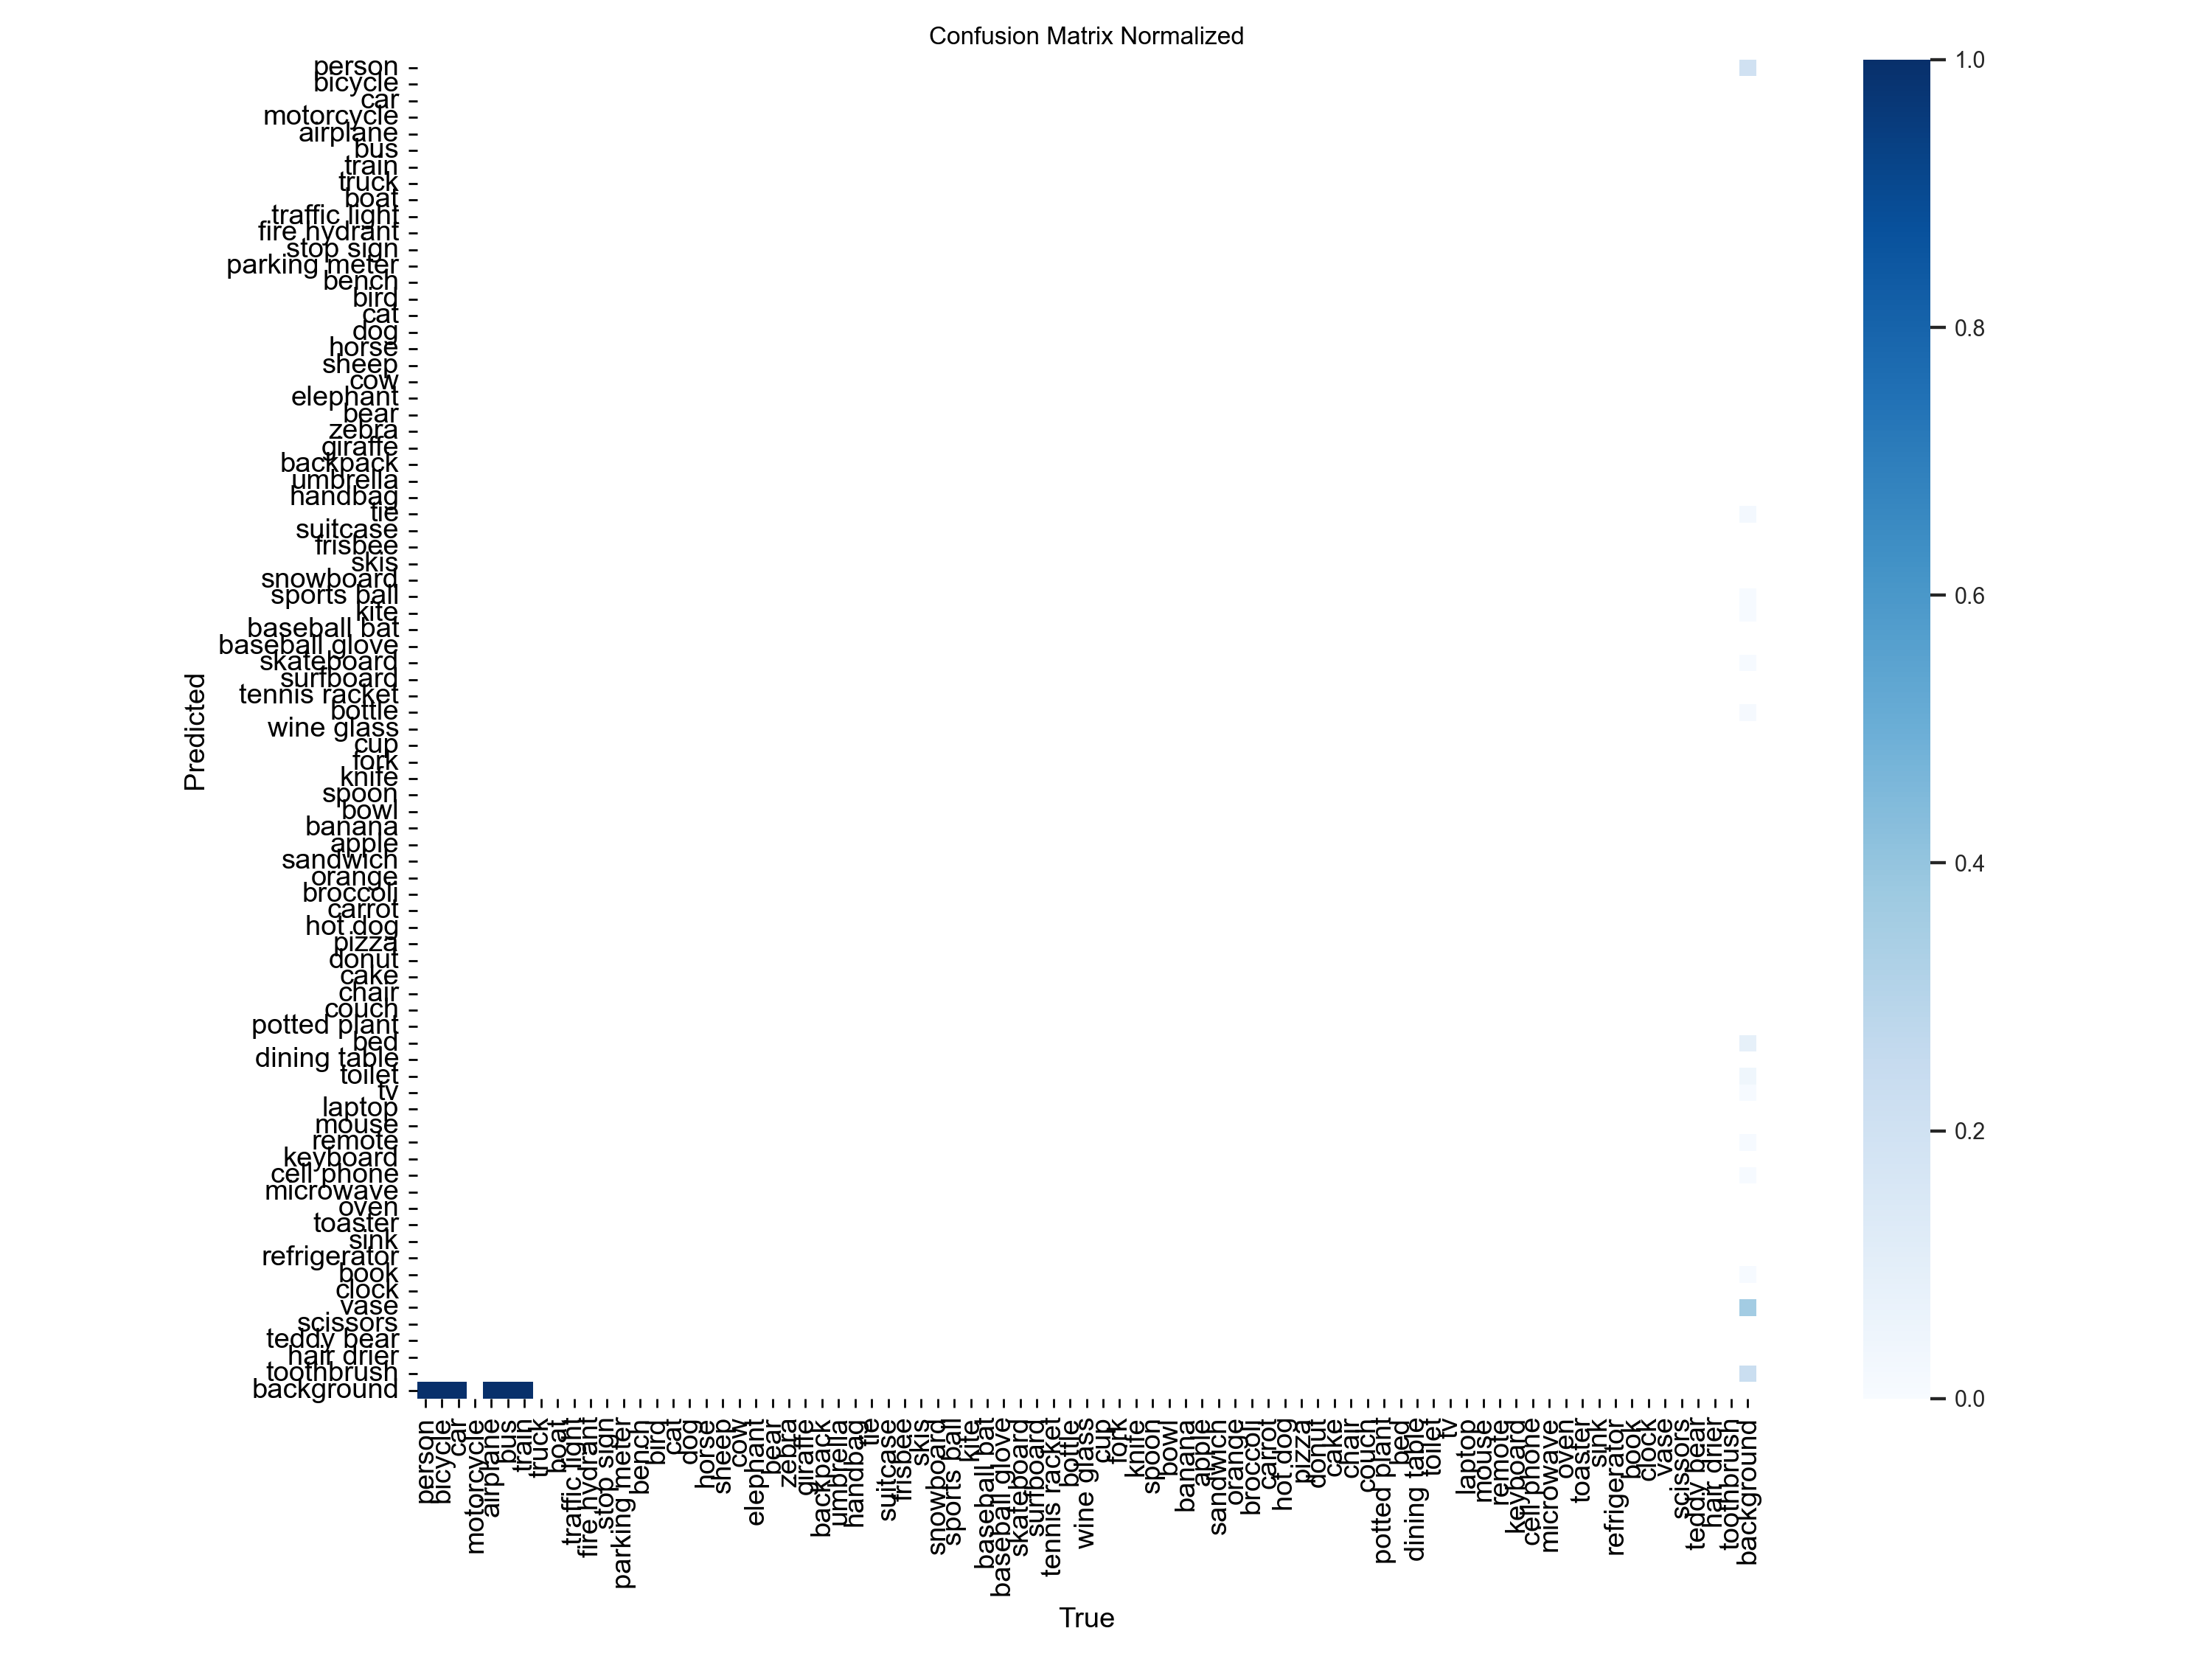 Confusion Matrix Normalized
person
bicycle
car
motorcycle
airplane
bus
train
truck
boat
traffic light
fire hydrant
stop sign
parking meter
bench
bird
cat
dog
horse
sheep
cow
elephant
bear
zebra
giraffe
backpack
umbrella
handbag
tie
suitcase
frisbee
skis
snowboard
sports ball
kite
baseball bat
baseball glove
skateboard
surfboard
tennis racket
bottle
wine glass
cup
fork
knife
spoon
bowl
banana
apple
sandwich
orange
broccoli
carrot
hot dog
pizza
donut
cake
chair
couch
potted plant
bed
dining table
toilet
tv
laptop
mouse
remote
keyboard
cell phone
microwave
oven
toaster
sink
refrigerator
book
clock
vase
scissors
teddy bear
hair drier
toothbrush
background
Predicted
person
bicycle
car
motorcycle
airplane
bus
train
truck
boat
traffic light
fire hydrant
stop sign
parking meter
bench
bird
cat
dog
horse
sheep
cow
elephant
bear
zebra
giraffe
backpack
umbrella
handbag
tie
suitcase
frisbee
skis
snowboard
sports ball
kite
baseball bat
baseball glove
skateboard
surfboard
tennis racket
bottle
wine glass
cup
fork
knife
spoon
bowl
banana
apple
sandwich
orange
broccoli
carrot
hot dog
pizza
donut
cake
chair
couch
potted plant
bed
dining table
toilet
tv
laptop
mouse
remote
keyboard
cell phone
microwave
oven
toaster
sink
refrigerator
book
clock
vase
scissors
teddy bear
hair drier
toothbrush
background
True
1.0
0.8
0.6
0.4
0.2
0.0